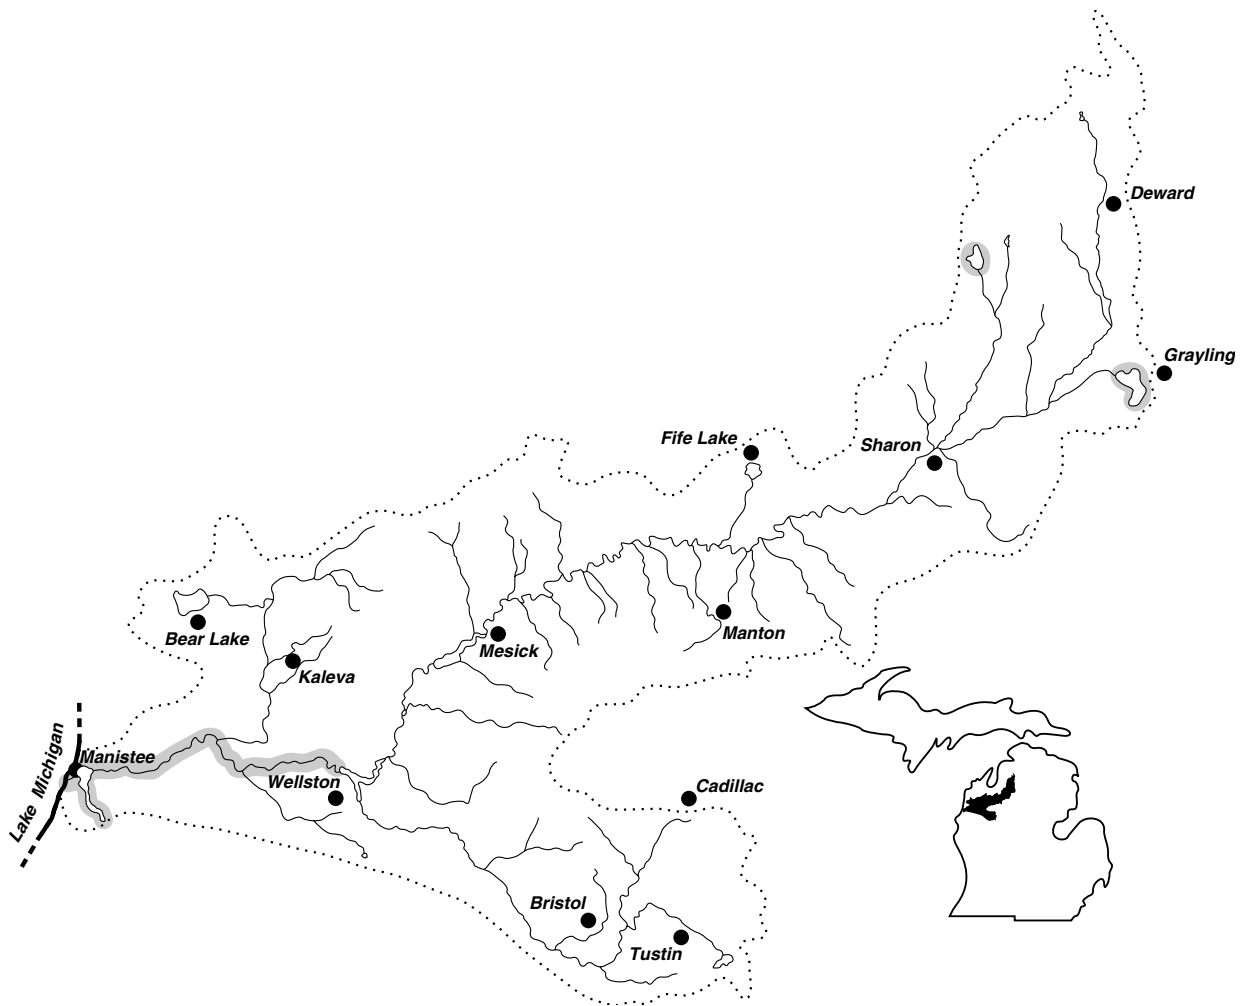 Deward
Grayling
Fife Lake
Sharon
Bear Lake
Manton
Mesick
Kaleva
Lake Michigan
Manistee
Wellston
Cadillac
Bristol
Tustin